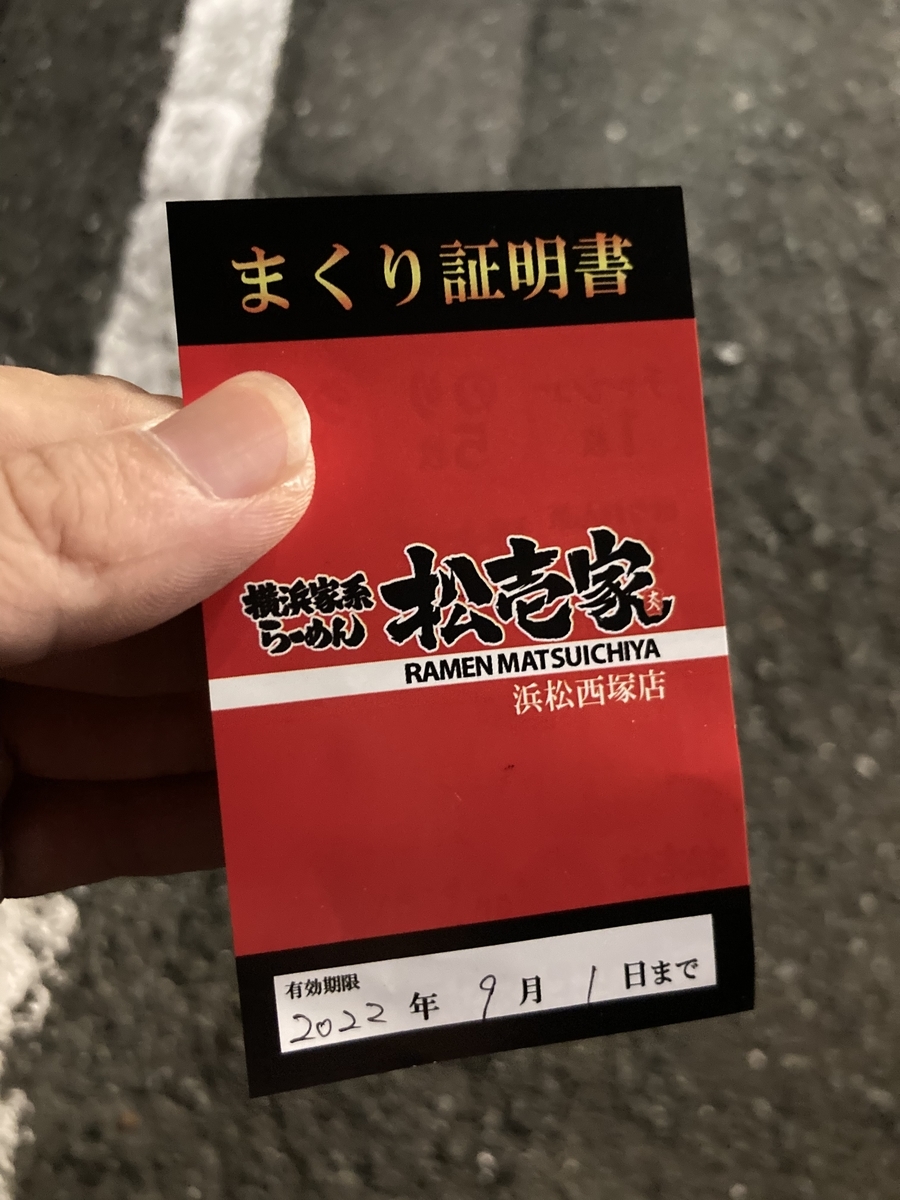 まくり証明書
横浜家系
らーめん
松壱家
RAMEN MATSUICHIYA
浜松西塚店
有効期限
2022 年 9 月 1 日まで